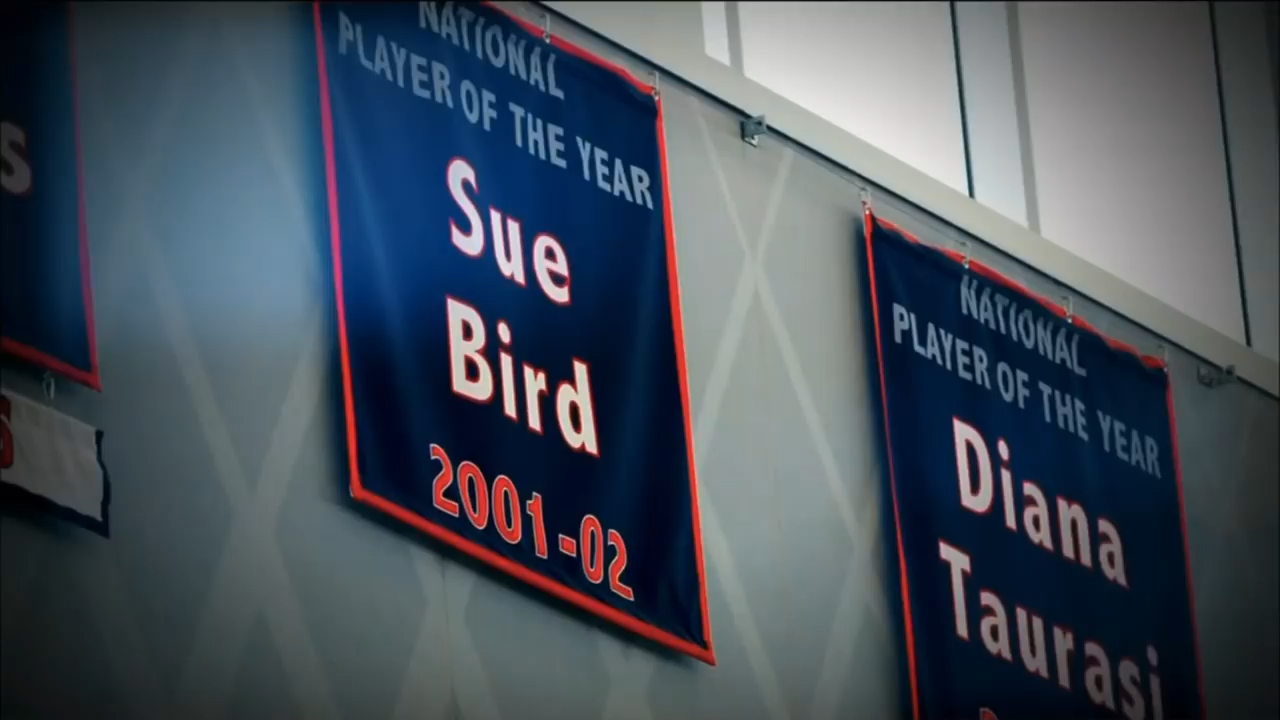 NATIONAL
PLAYER OF THE YEAR
Sue
Bird
2001-02
NATIONAL
PLAYER OF THE YEAR
Diana
Taurasi
s